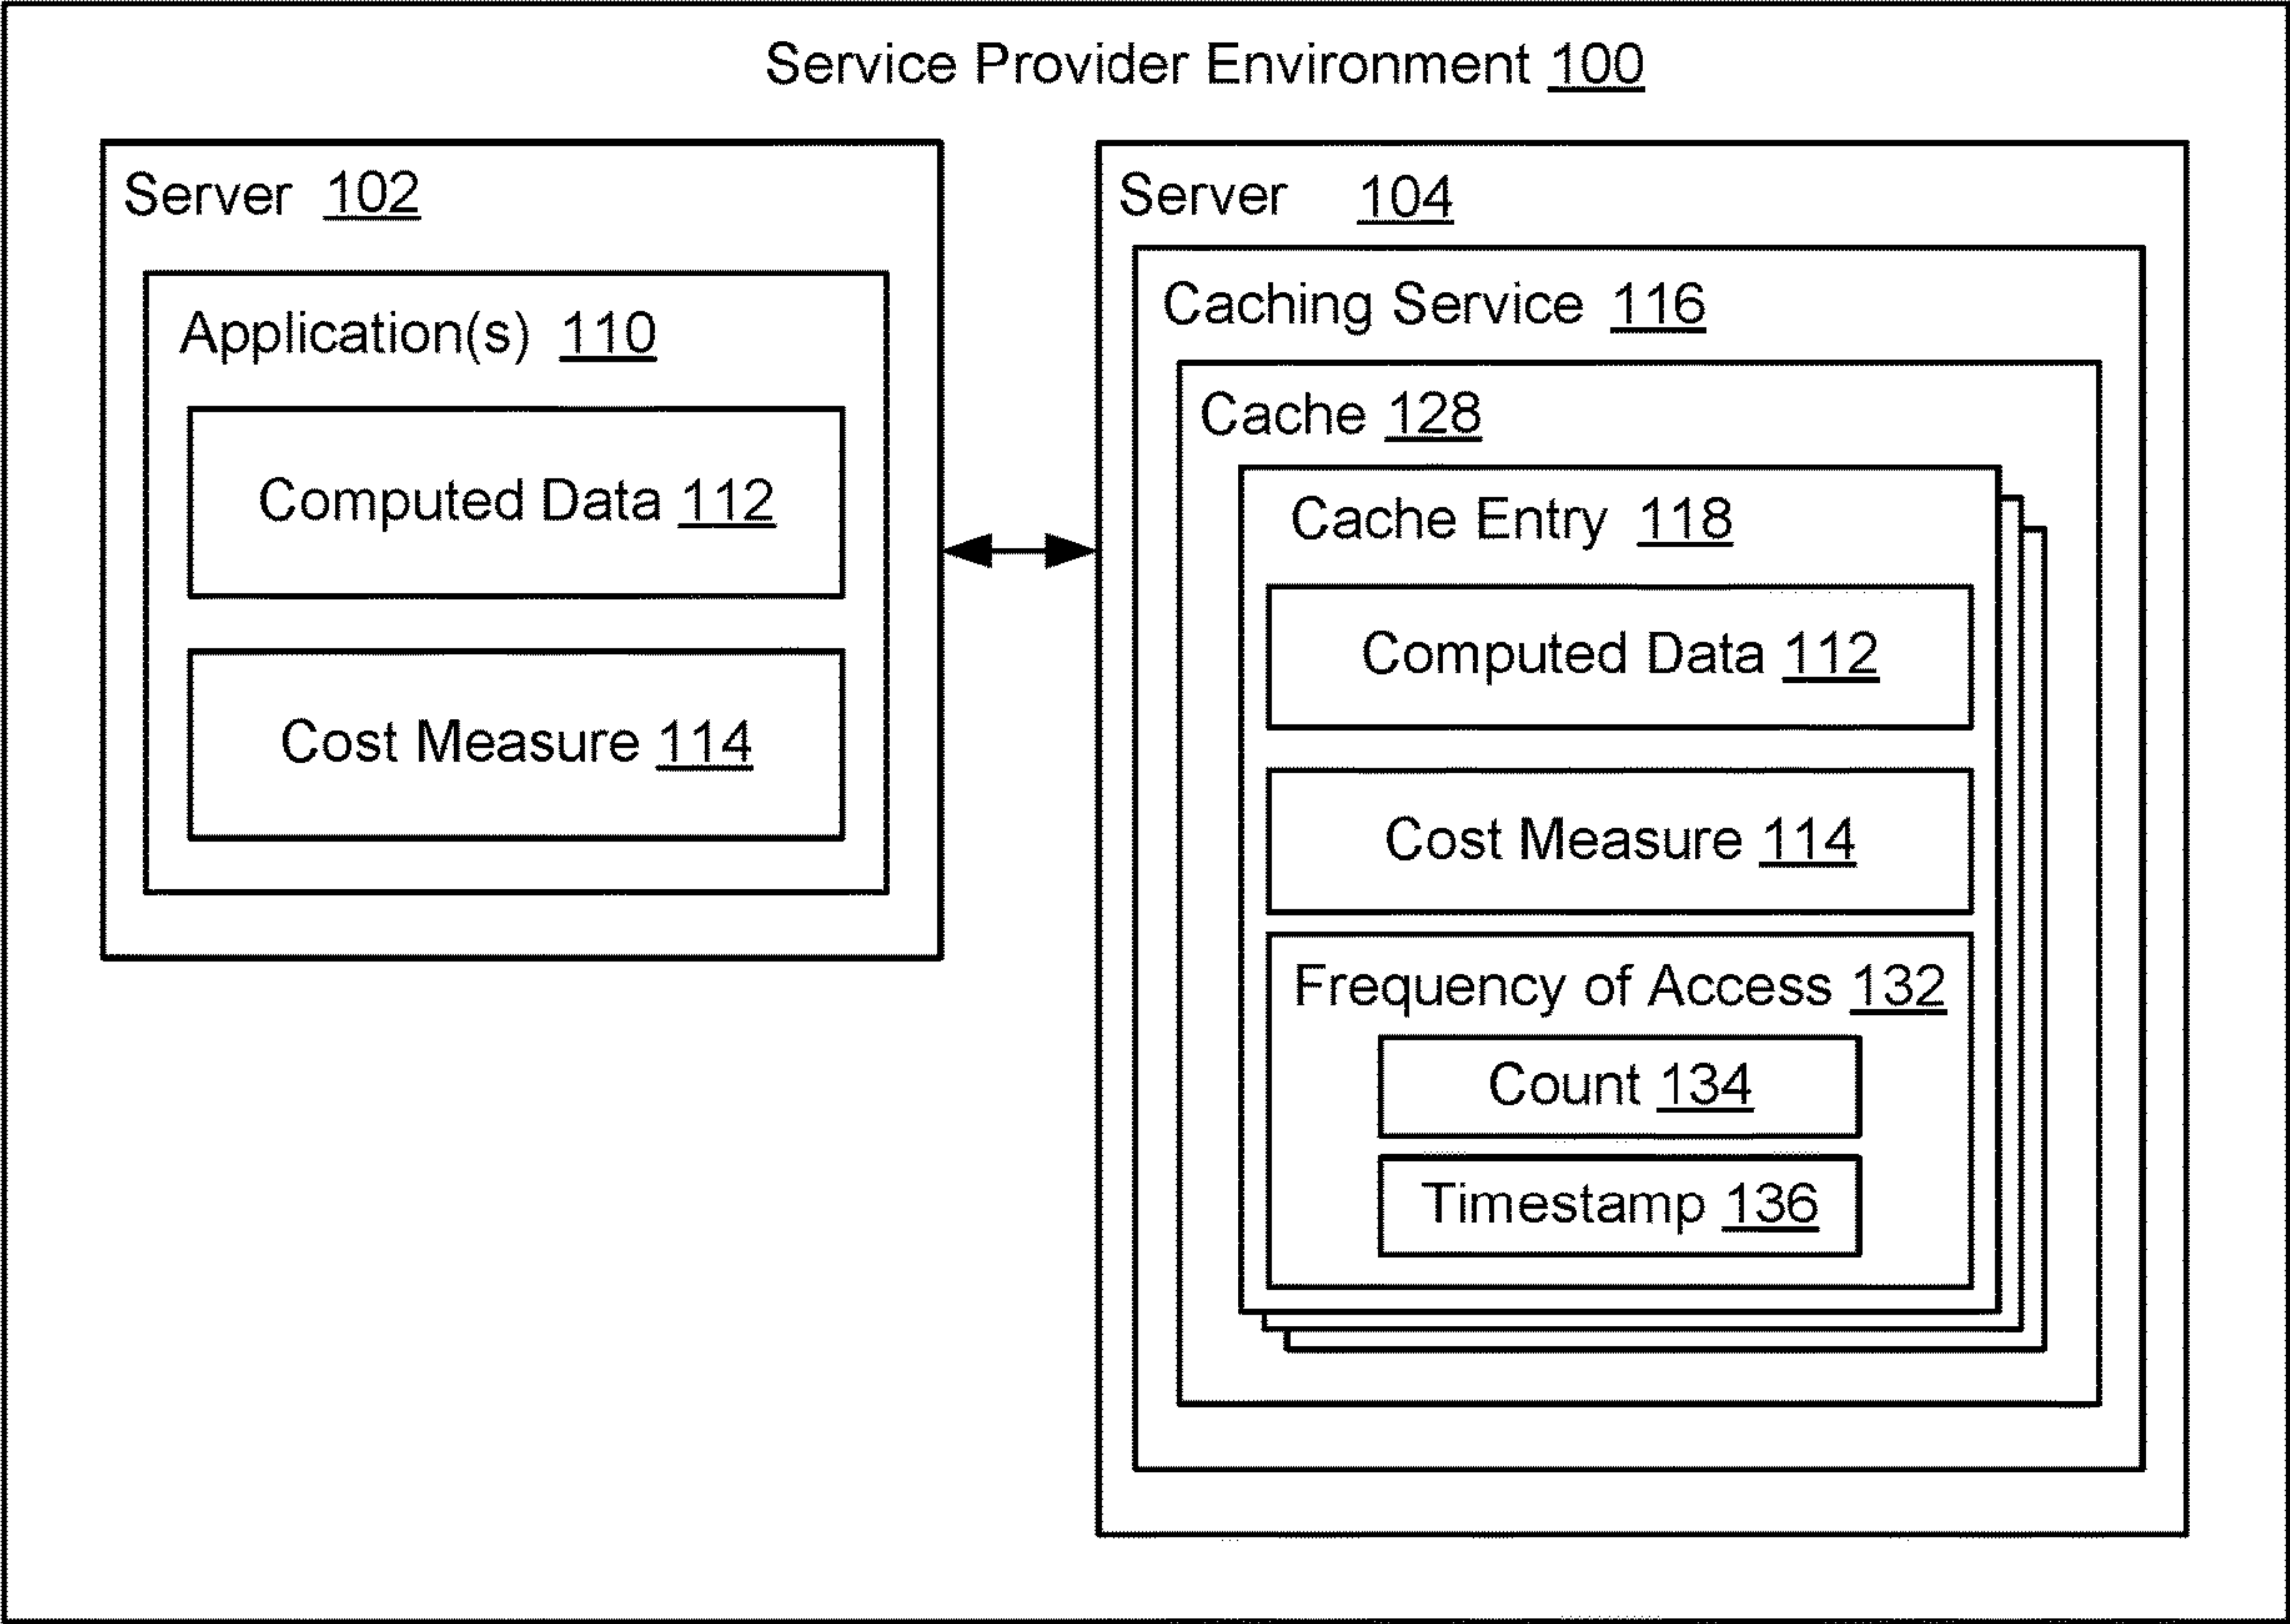 Service Provider Environment 100
Server 102
Application(s) 110
Computed Data 112
Cost Measure 114
Server 104
Caching Service 116
Cache 128
Cache Entry 118
Computed Data 112
Cost Measure 114
Frequency of Access 132
Count 134
Timestamp 136